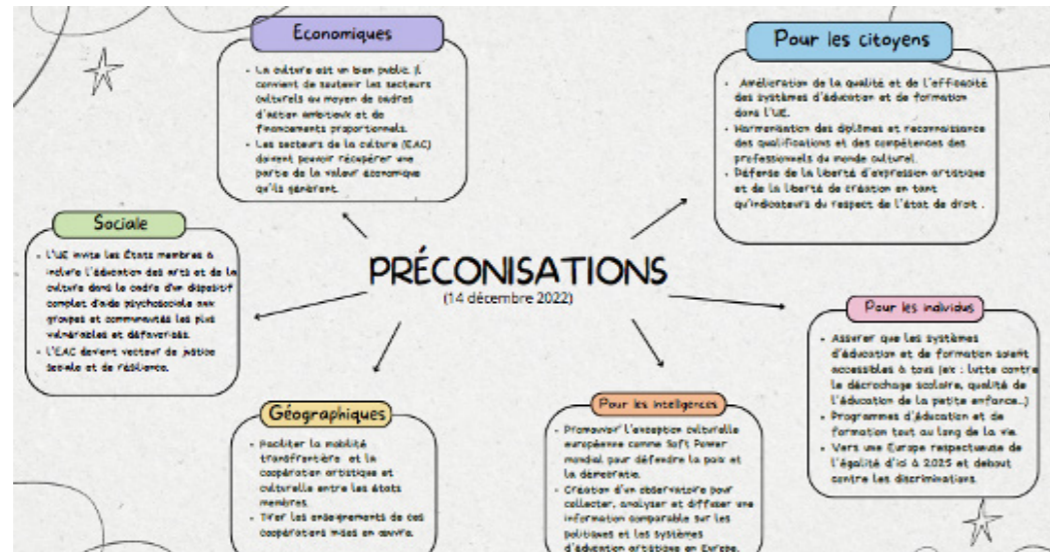 Économiques
• La culture est un bien public. Il
convient de soutenir les secteurs
culturels au moyen de cadres
d'action ambitieux et de
financements proportionnels.
• Les secteurs de la culture (EAC)
doivent pouvoir récupérer une
partie de la valeur économique
qu'ils génèrent.
Pour les citoyens
• Amélioration de la qualité et de l'efficacité
des systèmes d'éducation et de formation
dans l'UE.
• Harmonisation des diplômes et reconnaissance
des qualifications et des compétences des
professionnels du monde culturel.
• Défense de la liberté d'expression artistique
et de la liberté de création en tant
qu'indicateurs du respect de l'état de droit .
Sociale
• L'UE invite les États membres à
inclure l'éducation des arts et de la
culture dans le cadre d'un dispositif
complet d'aide psychosociale aux
groupes et communautés les plus
vulnérables et défavorisés.
• L'EAC devient vecteur de justice
sociale et de résilience.
PRÉCONISATIONS
(14 décembre 2022)
Pour les individus
• Assurer que les systèmes
d'éducation et de formation soient
accessibles à tous (ex : lutte contre
le décrochage scolaire, qualité de
l'éducation de la petite enfance...)
• Programmes d'éducation et de
formation tout au long de la vie.
• Vers une Europe respectueuse de
l'égalité d'ici à 2025 et debout
contre les discriminations.
Géographiques
• Faciliter la mobilité
transfrontière et la
coopération artistique et
culturelle entre les états
membres.
• Tirer les enseignements de ces
coopérations mises en œuvre.
Pour les intelligences
• Promouvoir l'exception culturelle
européenne comme Soft Power
mondial pour défendre la paix et
la démocratie.
• Création d'un observatoire pour
collecter, analyser et diffuser une
information comparable sur les
politiques et les systèmes
d'éducation artistique en Europe.